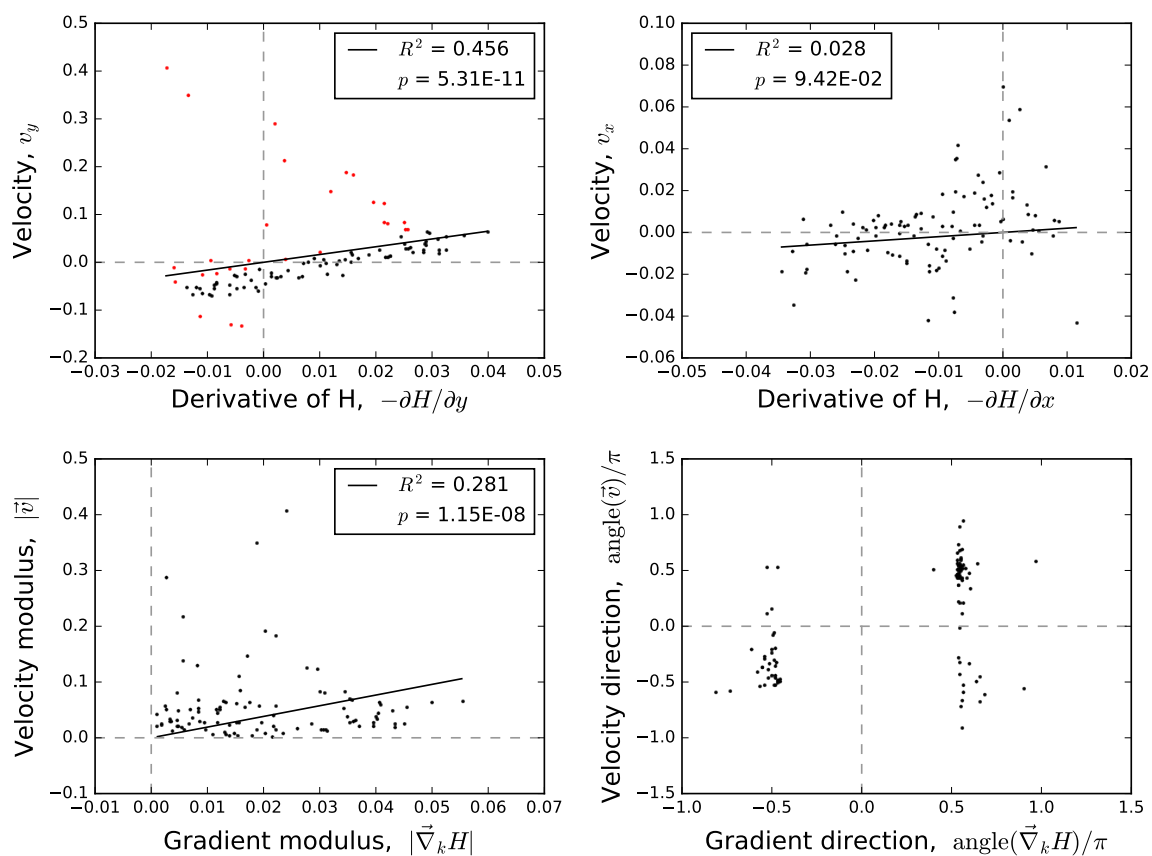 0.5
0.4
0.3
0.2
0.1
0.0
−0.1
−0.2
−0.03 −0.02 −0.01 0.00 0.01 0.02 0.03 0.04 0.05
Velocity, v_y
Derivative of H, −∂H/∂y
R² = 0.456
p = 5.31E-11
0.10
0.08
0.06
0.04
0.02
0.00
−0.02
−0.04
−0.06
−0.05 −0.04 −0.03 −0.02 −0.01 0.00 0.01 0.02
Velocity, v_x
Derivative of H, −∂H/∂x
R² = 0.028
p = 9.42E-02
0.5
0.4
0.3
0.2
0.1
0.0
−0.1
−0.01 0.00 0.01 0.02 0.03 0.04 0.05 0.06 0.07
Velocity modulus, |v⃗|
Gradient modulus, |∇⃗_k H|
R² = 0.281
p = 1.15E-08
1.5
1.0
0.5
0.0
−0.5
−1.0
−1.5
−1.0 −0.5 0.0 0.5 1.0 1.5
Velocity direction, angle(v⃗)/π
Gradient direction, angle(∇⃗_k H)/π